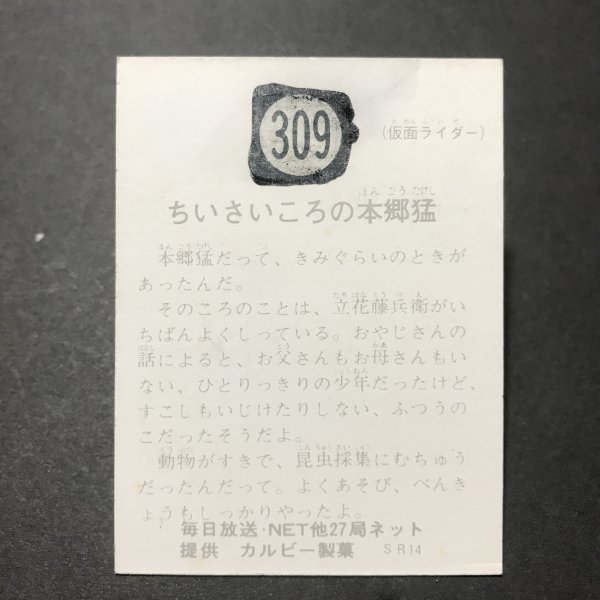 309
(仮面ライダー)
ちいさいころの本郷猛
本郷猛だって、きみぐらいのときが
あったんだ。
そのころのことは、立花藤兵衛がい
ちばんよくしっている。おやじさんの
話によると、お父さんもお母さんもい
ない、ひとりっきりの少年だったけど、
すこしもいじけたりしない、ふつうの
こだったそうだよ。
動物がすきで、昆虫採集にむちゅう
だったんだって。よくあそび、べんき
ょうもしっかりやったよ。
毎日放送・NET他27局ネット
提供 カルビー製菓 SR14